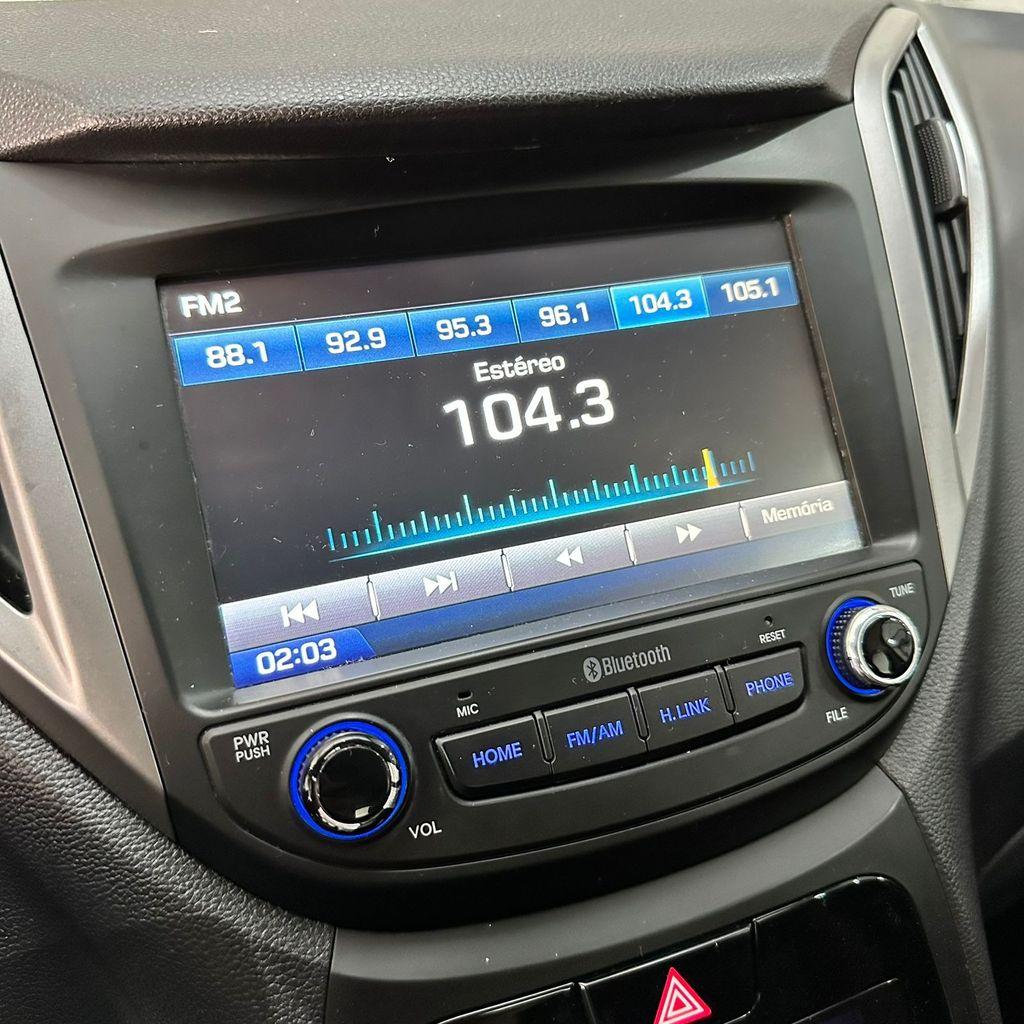 FM2
88.1 92.9 95.3 96.1 104.3 105.1
Estéreo
104.3
Memória
02:03
Bluetooth
RESET
TUNE
MIC
PWR
PUSH
HOME FM/AM H.LINK PHONE
FILE
VOL